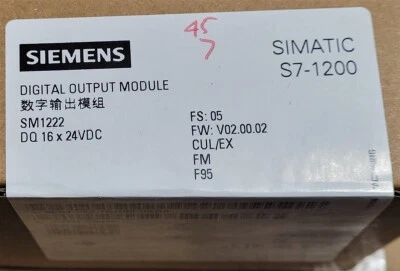 SIEMENS
45
7
SIMATIC
S7-1200
DIGITAL OUTPUT MODULE
数字输出模组
SM1222
DQ 16 x 24VDC
FS: 05
FW: V02.00.02
CUL/EX
FM
F95